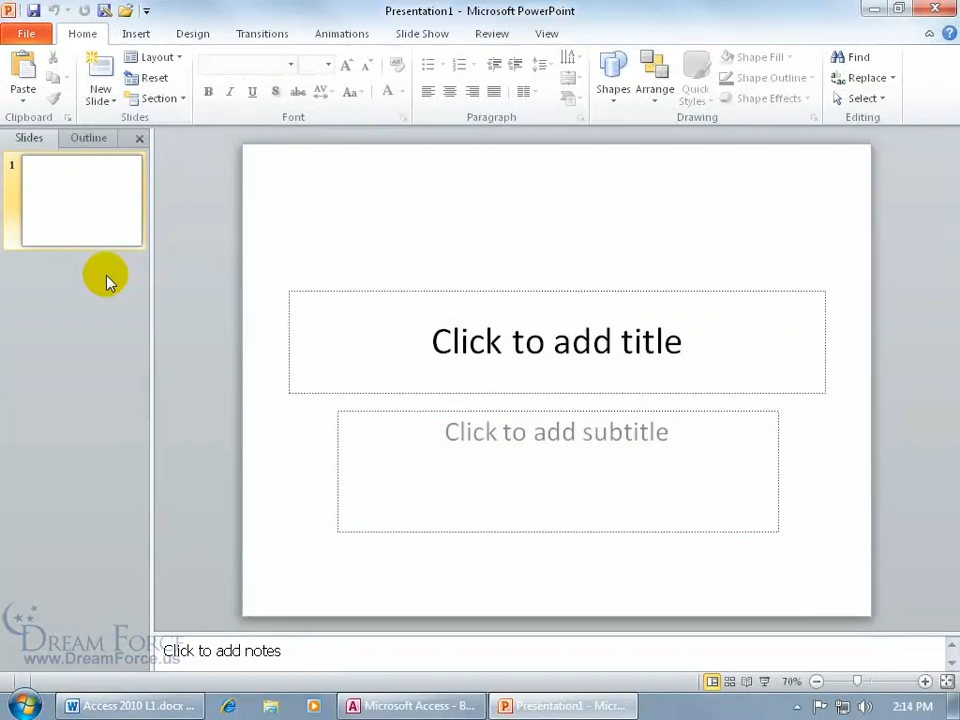 Presentation1 - Microsoft PowerPoint
File Home Insert Design Transitions Animations Slide Show Review View
Paste
Clipboard
New Slide
Layout
Reset
Section
Slides
B I U S abc AV Aa A
Font
Paragraph
Shapes
Arrange
Quick Styles
Shape Fill
Shape Outline
Shape Effects
Drawing
Find
Replace
Select
Editing
Slides Outline
1
Click to add title
Click to add subtitle
Click to add notes
DREAM FORCE
www.DreamForce.us
70%
Access 2010 L1.docx ...
Microsoft Access - B...
Presentation1 - Micr...
2:14 PM